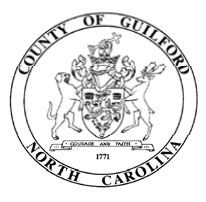 COUNTY OF GUILFORD
COURAGE AND FAITH
1771
NORTH CAROLINA